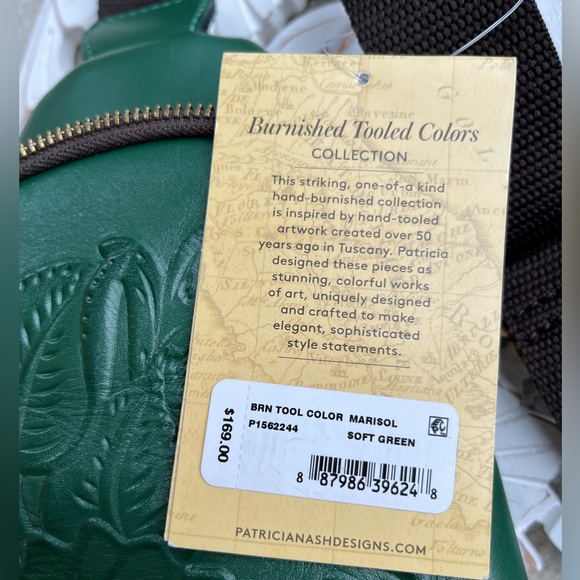 Burnished Tooled Colors
COLLECTION
This striking, one-of-a kind
hand-burnished collection
is inspired by hand-tooled
artwork created over 50
years ago in Tuscany. Patricia
designed these pieces as
stunning, colorful works
of art, uniquely designed
and crafted to make
elegant, sophisticated
style statements.
$169.00
BRN TOOL COLOR MARISOL
P1562244 SOFT GREEN
8 87986 39624 8
PATRICIANASHDESIGNS.COM